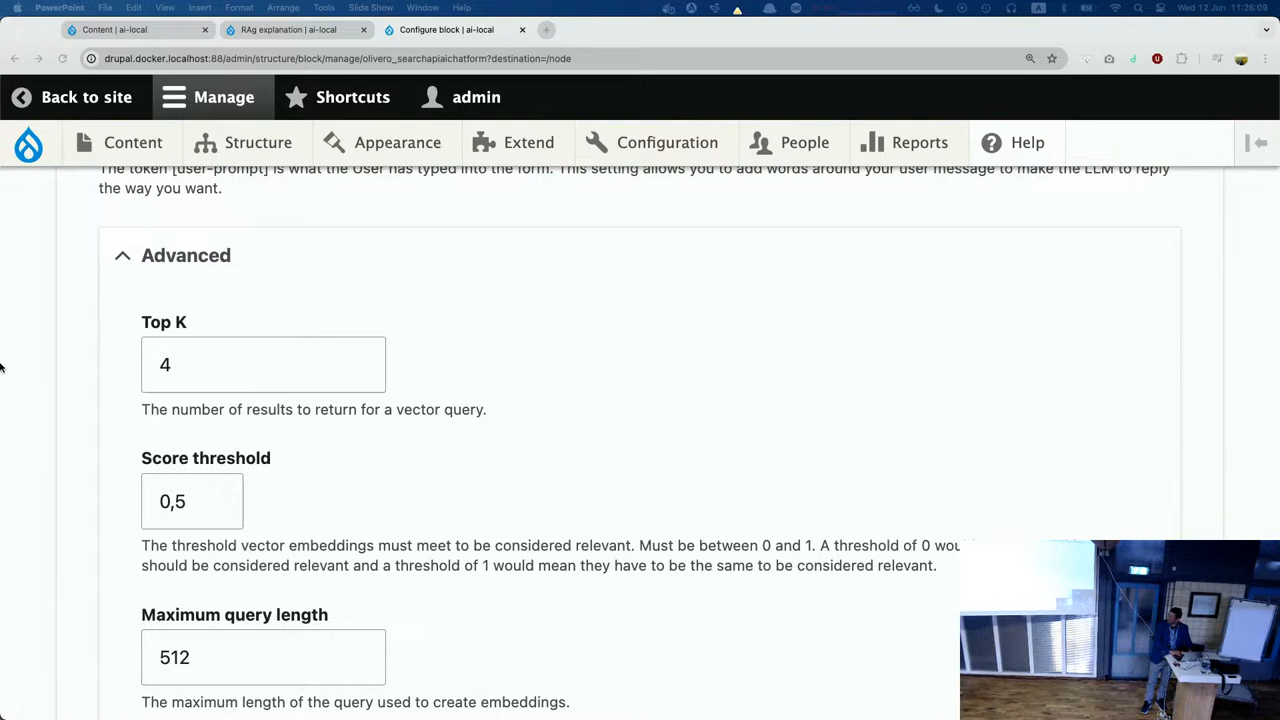 PowerPoint File Edit View Insert Format Arrange Tools Slide Show Window Help Wed 12 Jun. 11:26:09
Content | ai-local RAg explanation | ai-local Configure block | ai-local
drupal.docker.localhost:88/admin/structure/block/manage/olivero_searchapiaichatform?destination=/node
Back to site Manage Shortcuts admin
Content Structure Appearance Extend Configuration People Reports Help
The token [user-prompt] is what the User has typed into the form. This setting allows you to add words around your user message to make the LLM to reply
the way you want.
Advanced
Top K
4
The number of results to return for a vector query.
Score threshold
0,5
The threshold vector embeddings must meet to be considered relevant. Must be between 0 and 1. A threshold of 0
should be considered relevant and a threshold of 1 would mean they have to be the same to be considered relevant.
Maximum query length
512
The maximum length of the query used to create embeddings.